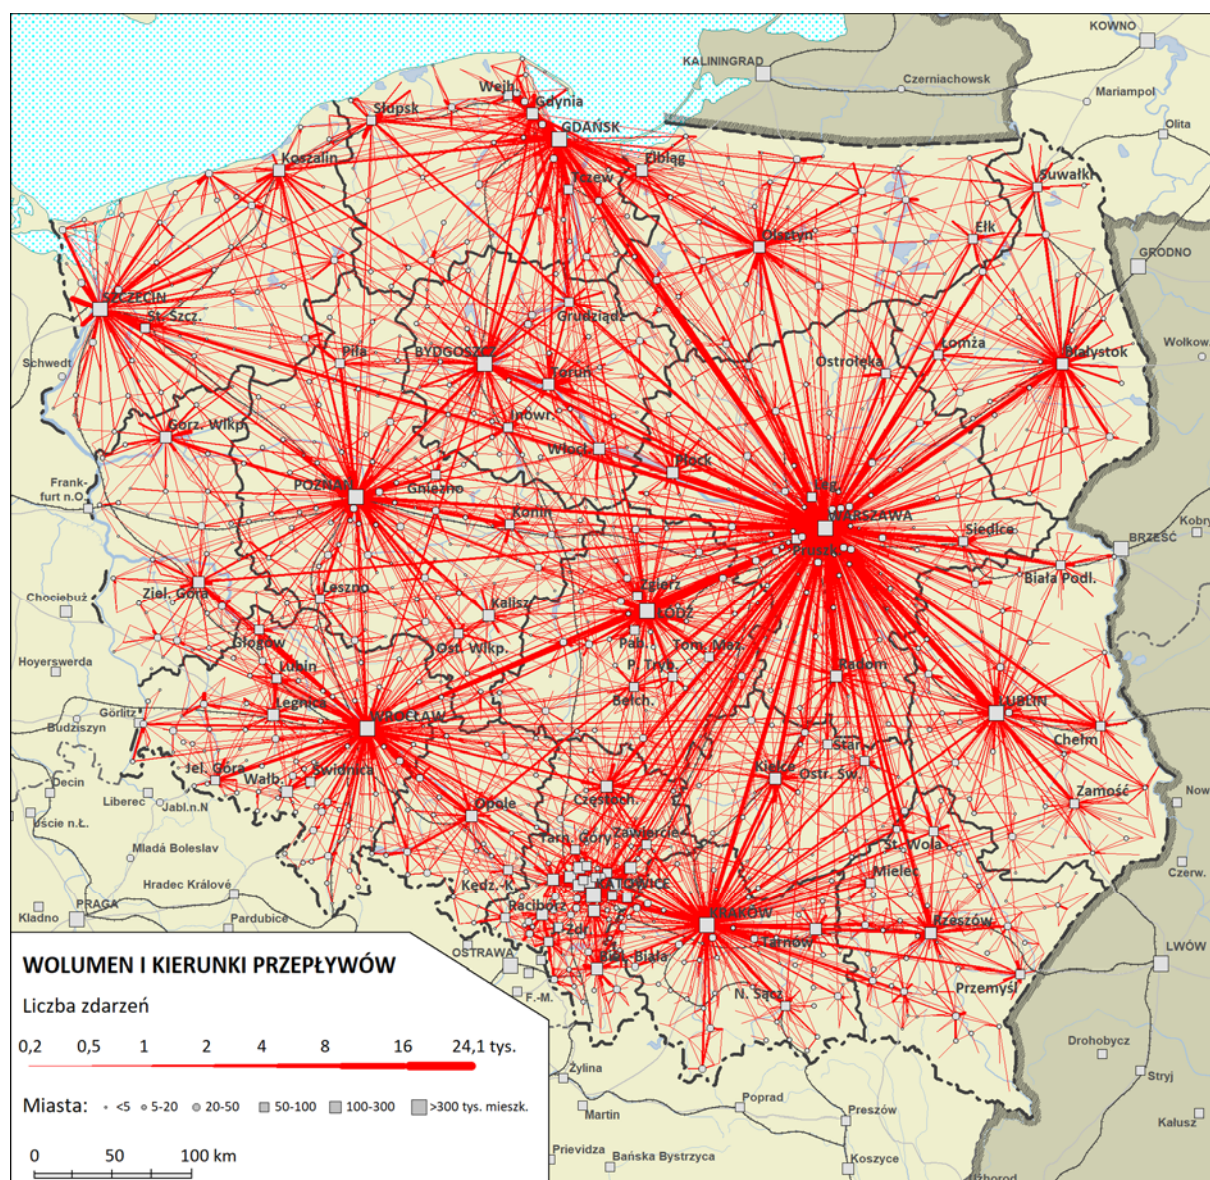 KOWNO
KALININGRAD
Czerniachowsk
Mariampol
Olita
Wejh.
Gdynia
Słupsk
GDAŃSK
Koszalin
Elbląg
Tczew
Suwałki
Olsztyn
Ełk
GRODNO
SZCZECIN
St. Szcz.
Grudziądz
Schwedt
Piła
BYDGOSZCZ
Toruń
Ostrołęka
Łomża
Białystok
Wołkow.
Gorz. Wlkp.
Inowr.
Włocł.
Płock
Frank-
furt n.O.
POZNAŃ
Gniezno
Konin
Leg.
WARSZAWA
Pruszk.
Siedlce
Kobry
BRZEŚĆ
Biała Podl.
Chociebuż
Ziel. Góra
Leszno
Kalisz
Zgierz
ŁÓDŹ
Głogów
Ost. Wlkp.
Pab.
Tom. Maz.
Hoyerswerda
Lubin
P. Tryb.
Radom
Bełch.
Görlitz
Legnica
WROCŁAW
LUBLIN
Budziszyn
Chełm
Star.
Jel. Góra
Wałb.
Świdnica
Kielce
Ostr. Św.
Decin
Liberec
Jabl.n.N
Opole
Częstoch.
Zamość
Now
Uście n.Ł.
Tarn. Góry
Zawiercie
St. Wola
Mladá Boleslav
Mielec
Czerw.
Hradec Králové
Kędz.-K.
KATOWICE
Kladno
PRAGA
Pardubice
Racibórz
KRAKÓW
Rzeszów
Zdr.
Tarnów
LWÓW
OSTRAWA
Biel.-Biała
Przemyśl
F.-M.
N. Sącz
WOLUMEN I KIERUNKI PRZEPŁYWÓW
Liczba zdarzeń
0,2 0,5 1 2 4 8 16 24,1 tys.
Miasta: <5 5-20 20-50 50-100 100-300 >300 tys. mieszk.
0 50 100 km
Drohobycz
Stryj
Żylina
Martin
Poprad
Preszów
Kałusz
Prievidza
Bańska Bystrzyca
Koszyce
Użhorod